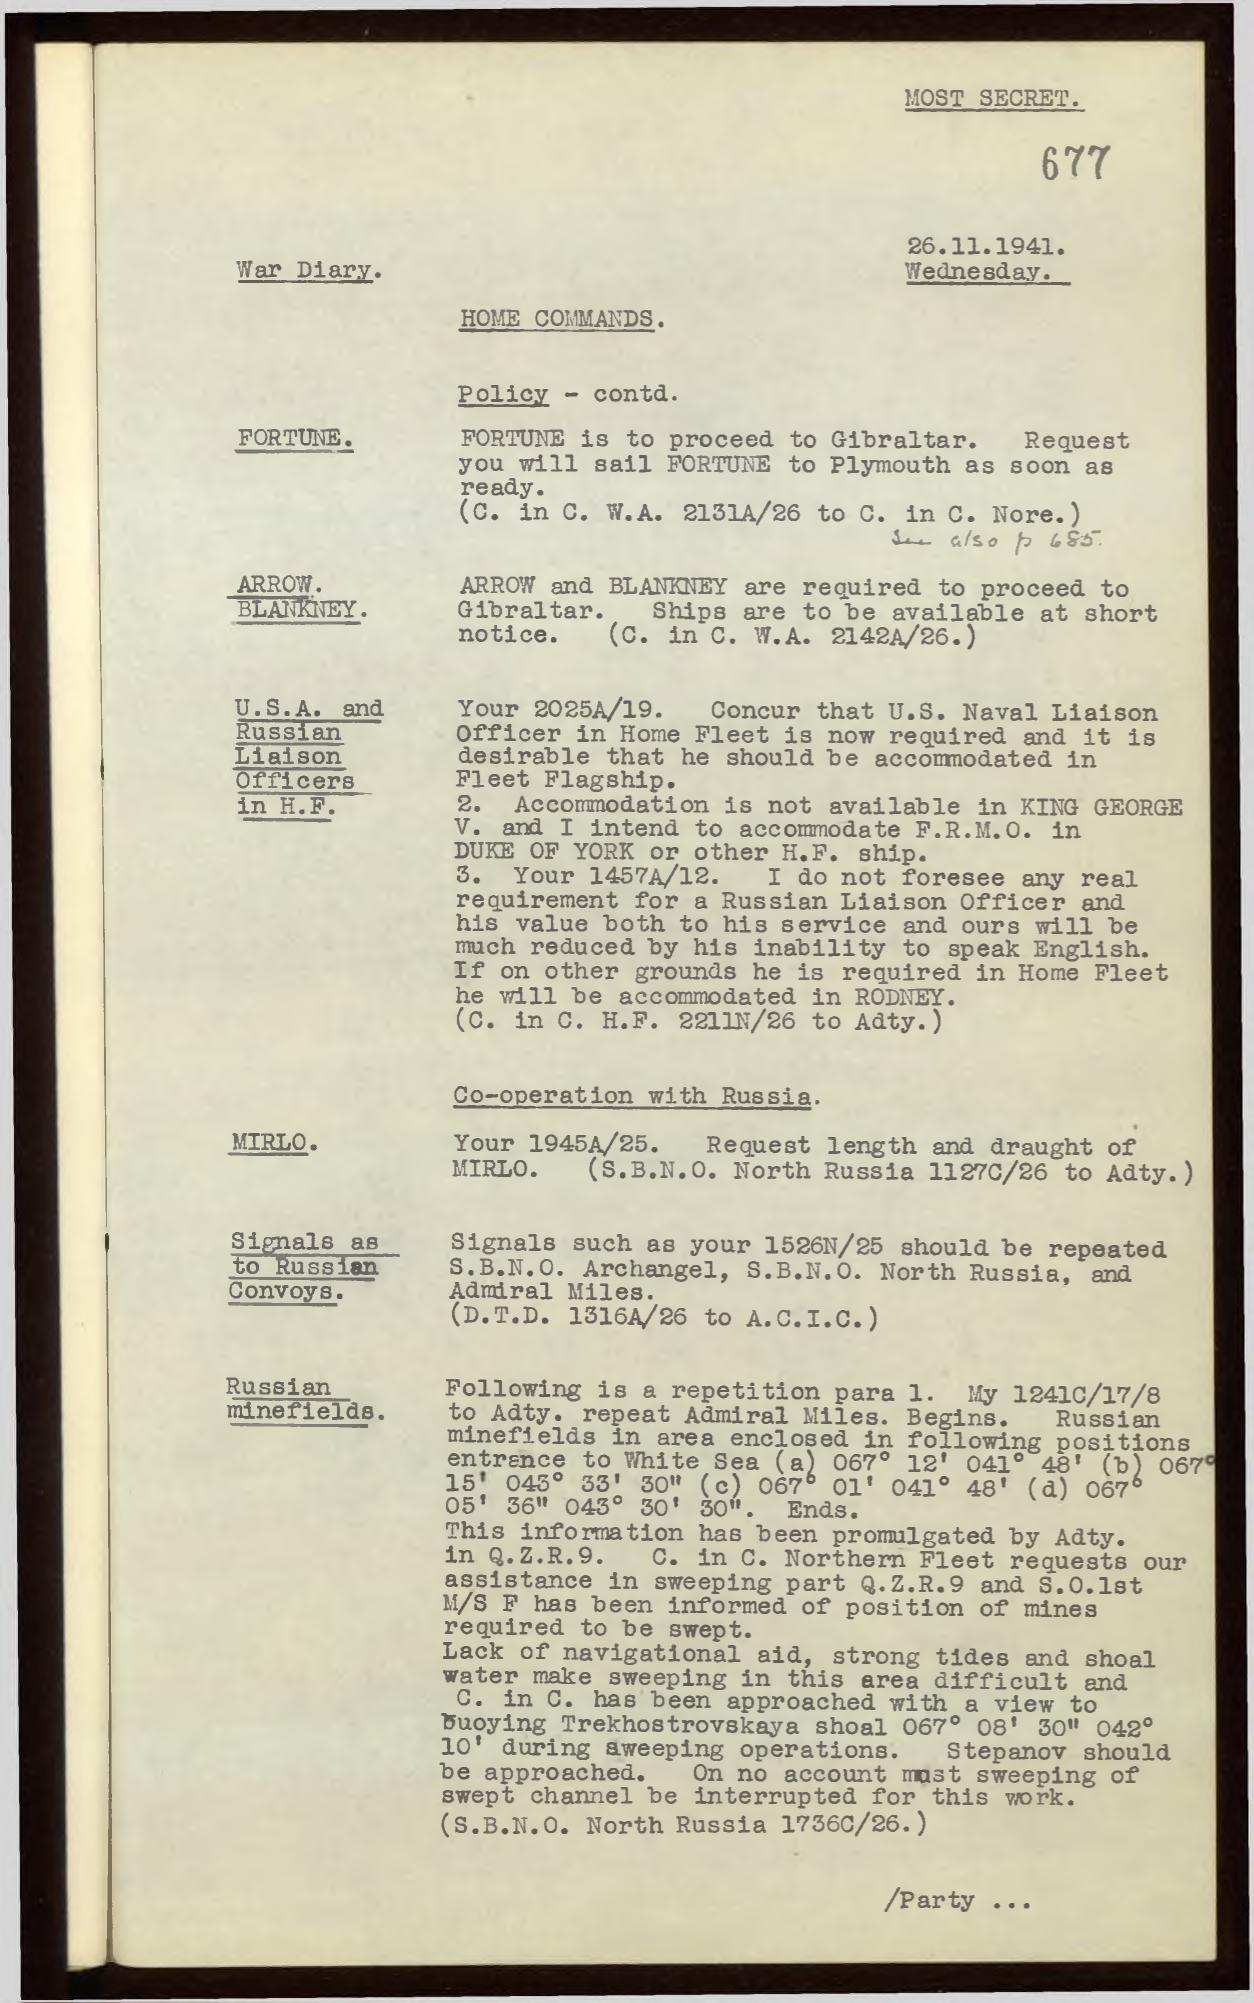 MOST SECRET.
677
26.11.1941.
War Diary.
Wednesday.
HOME COMMANDS.
Policy - contd.
FORTUNE.
FORTUNE is to proceed to Gibraltar. Request
you will sail FORTUNE to Plymouth as soon as
ready.
(C. in C. W.A. 2131A/26 to C. in C. Nore.)
See also p 685.
ARROW.
BLANKNEY.
ARROW and BLANKNEY are required to proceed to
Gibraltar. Ships are to be available at short
notice. (C. in C. W.A. 2142A/26.)
U.S.A. and
Russian
Liaison
Officers
in H.F.
Your 2025A/19. Concur that U.S. Naval Liaison
Officer in Home Fleet is now required and it is
desirable that he should be accommodated in
Fleet Flagship.
2. Accommodation is not available in KING GEORGE
V. and I intend to accommodate F.R.M.O. in
DUKE OF YORK or other H.F. ship.
3. Your 1457A/12. I do not foresee any real
requirement for a Russian Liaison Officer and
his value both to his service and ours will be
much reduced by his inability to speak English.
If on other grounds he is required in Home Fleet
he will be accommodated in RODNEY.
(C. in C. H.F. 2211N/26 to Adty.)
Co-operation with Russia.
MIRLO.
Your 1945A/25. Request length and draught of
MIRLO. (S.B.N.O. North Russia 1127C/26 to Adty.)
Signals as
to Russian
Convoys.
Signals such as your 1526N/25 should be repeated
S.B.N.O. Archangel, S.B.N.O. North Russia, and
Admiral Miles.
(D.T.D. 1316A/26 to A.C.I.C.)
Russian
minefields.
Following is a repetition para 1. My 1241C/17/8
to Adty. repeat Admiral Miles. Begins. Russian
minefields in area enclosed in following positions
entrance to White Sea (a) 067° 12' 041° 48' (b) 067°
15' 043° 33' 30" (c) 067° 01' 041° 48' (d) 067°
05' 36" 043° 30' 30". Ends.
This information has been promulgated by Adty.
in Q.Z.R.9. C. in C. Northern Fleet requests our
assistance in sweeping part Q.Z.R.9 and S.O.1st
M/S F has been informed of position of mines
required to be swept.
Lack of navigational aid, strong tides and shoal
water make sweeping in this area difficult and
C. in C. has been approached with a view to
buoying Trekhostrovskaya shoal 067° 08' 30" 042°
10' during sweeping operations. Stepanov should
be approached. On no account must sweeping of
swept channel be interrupted for this work.
(S.B.N.O. North Russia 1736C/26.)
/Party ...